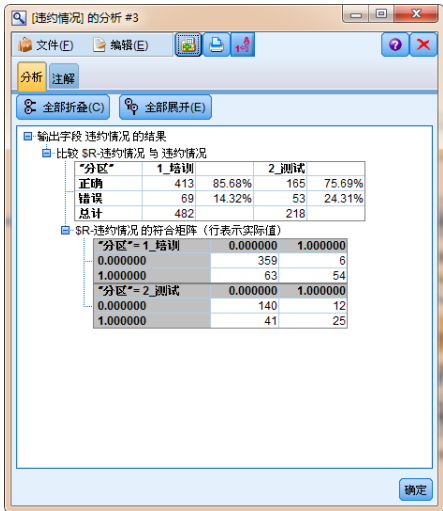 [违约情况] 的分析 #3
文件(F) 编辑(E)
分析 注解
全部折叠(C) 全部展开(E)
输出字段 违约情况 的结果
比较 $R-违约情况 与 违约情况
"分区" 1_培训 2_测试
正确 413 85.68% 165 75.69%
错误 69 14.32% 53 24.31%
总计 482 218
$R-违约情况 的符合矩阵 (行表示实际值)
"分区"= 1_培训 0.000000 1.000000
0.000000 359 6
1.000000 63 54
"分区"= 2_测试 0.000000 1.000000
0.000000 140 12
1.000000 41 25
确定